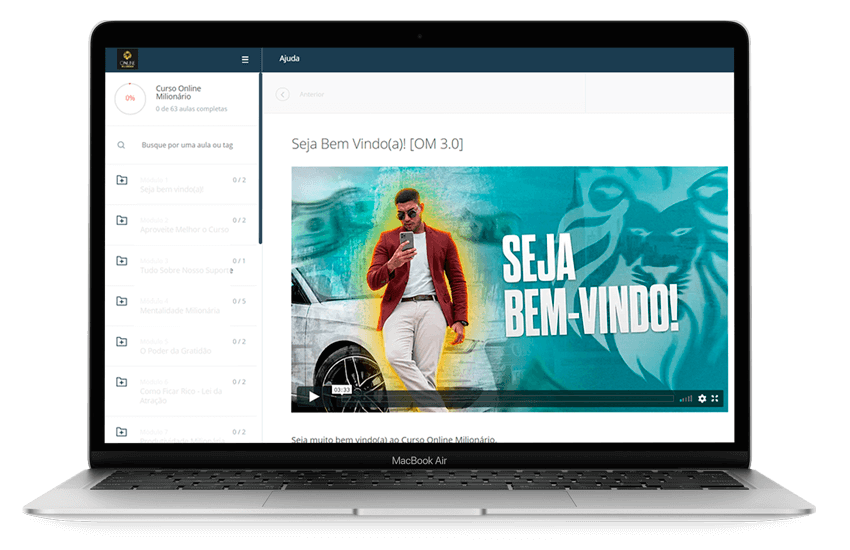 ONLINE
Ajuda
0%
Curso Online
Milionário
0 de 63 aulas completas
Anterior
Busque por uma aula ou tag
Seja Bem Vindo(a)! [OM 3.0]
Módulo 1
0 / 2
Seja bem vindo(a)!
Módulo 2
0 / 2
Aproveite Melhor o Curso
Módulo 3
0 / 1
Tudo Sobre Nosso Suporte
Módulo 4
0 / 5
Mentalidade Milionária
Módulo 5
0 / 2
O Poder da Gratidão
Módulo 6
0 / 2
Como Ficar Rico - Lei da
Atração
Módulo 7
0 / 2
SEJA
BEM-VINDO!
03:33
Seja muito bem vindo(a) ao Curso Online Milionário.
MacBook Air